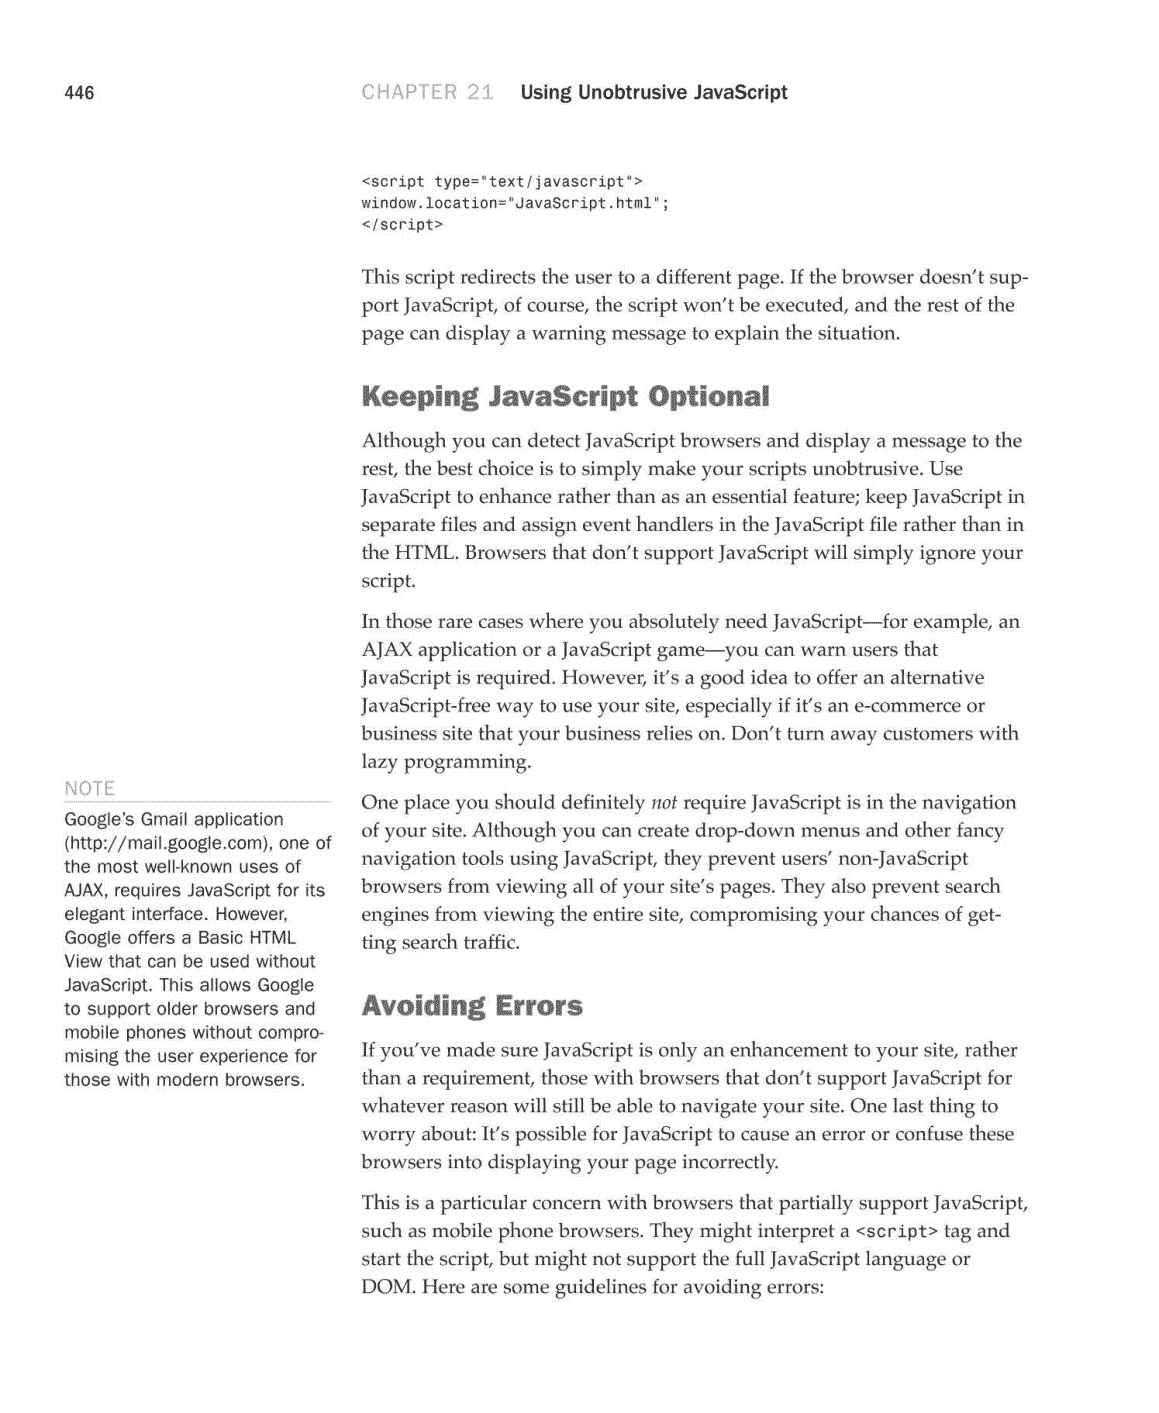 446
CHAPTER 21 Using Unobtrusive JavaScript
<script type="text/javascript">
window.location="JavaScript.html";
</script>
This script redirects the user to a different page. If the browser doesn't sup-
port JavaScript, of course, the script won't be executed, and the rest of the
page can display a warning message to explain the situation.
Keeping JavaScript Optional
Although you can detect JavaScript browsers and display a message to the
rest, the best choice is to simply make your scripts unobtrusive. Use
JavaScript to enhance rather than as an essential feature; keep JavaScript in
separate files and assign event handlers in the JavaScript file rather than in
the HTML. Browsers that don't support JavaScript will simply ignore your
script.
In those rare cases where you absolutely need JavaScript—for example, an
AJAX application or a JavaScript game—you can warn users that
JavaScript is required. However, it's a good idea to offer an alternative
JavaScript-free way to use your site, especially if it's an e-commerce or
business site that your business relies on. Don't turn away customers with
lazy programming.
One place you should definitely not require JavaScript is in the navigation
of your site. Although you can create drop-down menus and other fancy
navigation tools using JavaScript, they prevent users' non-JavaScript
browsers from viewing all of your site's pages. They also prevent search
engines from viewing the entire site, compromising your chances of get-
ting search traffic.
NOTE
Google's Gmail application
(http://mail.google.com), one of
the most well-known uses of
AJAX, requires JavaScript for its
elegant interface. However,
Google offers a Basic HTML
View that can be used without
JavaScript. This allows Google
to support older browsers and
mobile phones without compro-
mising the user experience for
those with modern browsers.
Avoiding Errors
If you've made sure JavaScript is only an enhancement to your site, rather
than a requirement, those with browsers that don't support JavaScript for
whatever reason will still be able to navigate your site. One last thing to
worry about: It's possible for JavaScript to cause an error or confuse these
browsers into displaying your page incorrectly.
This is a particular concern with browsers that partially support JavaScript,
such as mobile phone browsers. They might interpret a <script> tag and
start the script, but might not support the full JavaScript language or
DOM. Here are some guidelines for avoiding errors: